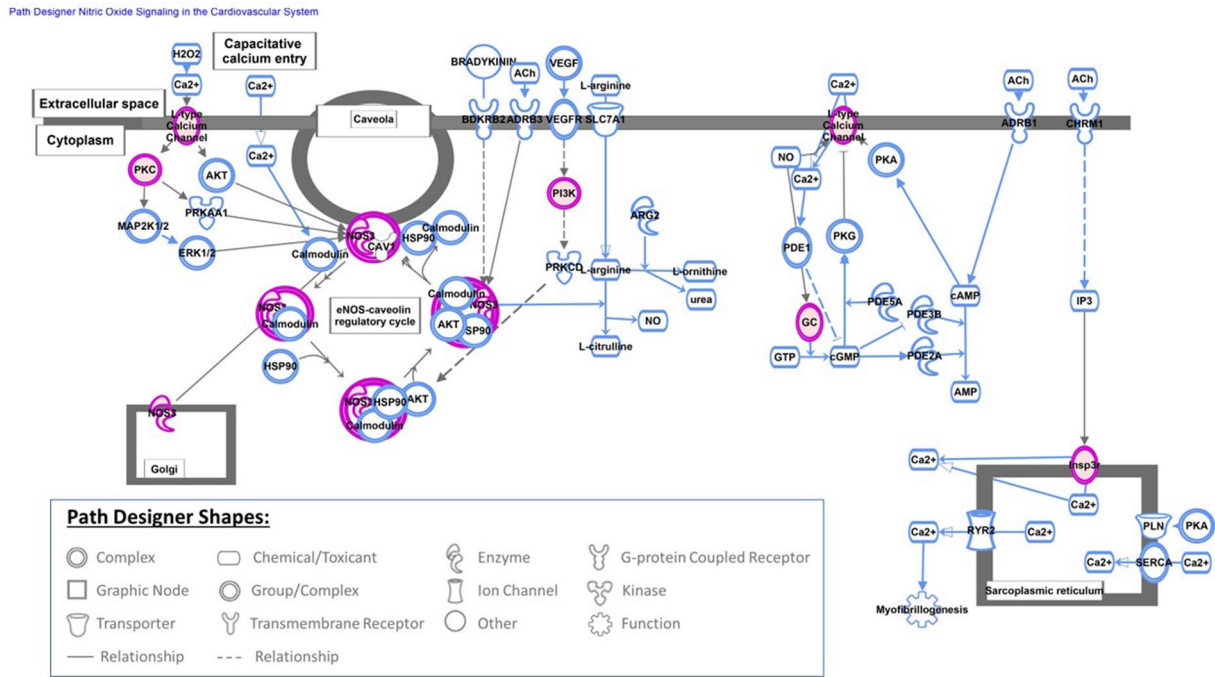 Path Designer Nitric Oxide Signaling in the Cardiovascular System
H2O2
Capacitative
calcium entry
Ca2+
Ca2+
Extracellular space
Cytoplasm
L-type
Calcium
Channel
Caveola
BRADYKININ
ACh
VEGF
L-arginine
BDKRB2
ADRB3
VEGFR
SLC7A1
Ca2+
L-type
Calcium
Channel
ACh
ADRB1
ACh
CHRM1
PKC
AKT
Ca2+
PRKAA1
MAP2K1/2
ERK1/2
Calmodulin
NOS3
CAV1
HSP90
Calmodulin
PI3K
PRKCD
ARG2
L-arginine
L-ornithine
urea
NO
L-citrulline
NO
Ca2+
PKA
PDE1
PKG
GC
GTP
cGMP
PDE5A
PDE3B
PDE2A
cAMP
AMP
IP3
NOS*
Calmodulin
eNOS-caveolin
regulatory cycle
Calmodulin
NOS3
AKT
SP90
HSP90
NOS3
HSP90
AKT
Calmodulin
NOS3
Golgi
Insp3r
Ca2+
Ca2+
Ca2+
RYR2
Ca2+
PLN
PKA
Ca2+
SERCA
Ca2+
Myofibrillogenesis
Sarcoplasmic reticulum
Path Designer Shapes:
Complex
Chemical/Toxicant
Enzyme
G-protein Coupled Receptor
Graphic Node
Group/Complex
Ion Channel
Kinase
Transporter
Transmembrane Receptor
Other
Function
Relationship
Relationship